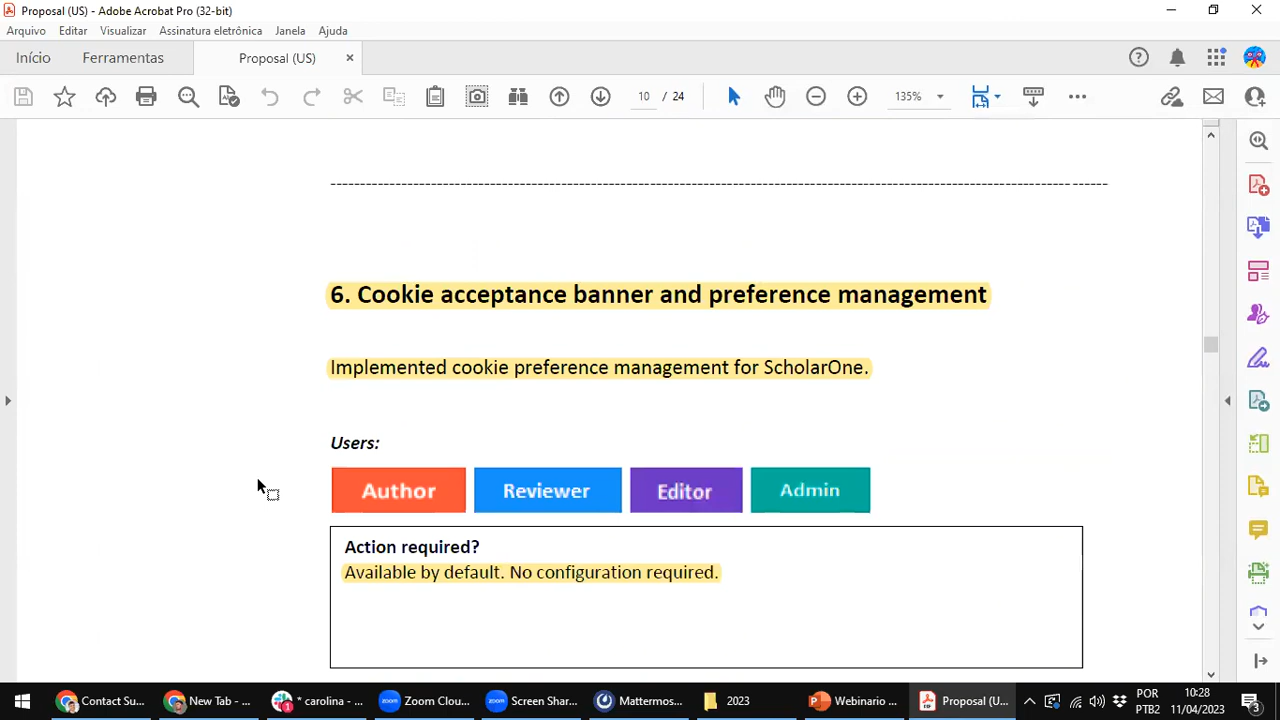 Proposal (US) - Adobe Acrobat Pro (32-bit)
Arquivo Editar Visualizar Assinatura eletrônica Janela Ajuda
Início Ferramentas Proposal (US) ×
10 / 24 135%
6. Cookie acceptance banner and preference management
Implemented cookie preference management for ScholarOne.
Users:
Author Reviewer Editor Admin
Action required?
Available by default. No configuration required.
Contact Su... New Tab - ... * carolina - ... Zoom Clou... Screen Shar... Mattermos... 2023 Webinario ... Proposal (U...
POR
PTB2
10:28
11/04/2023
3